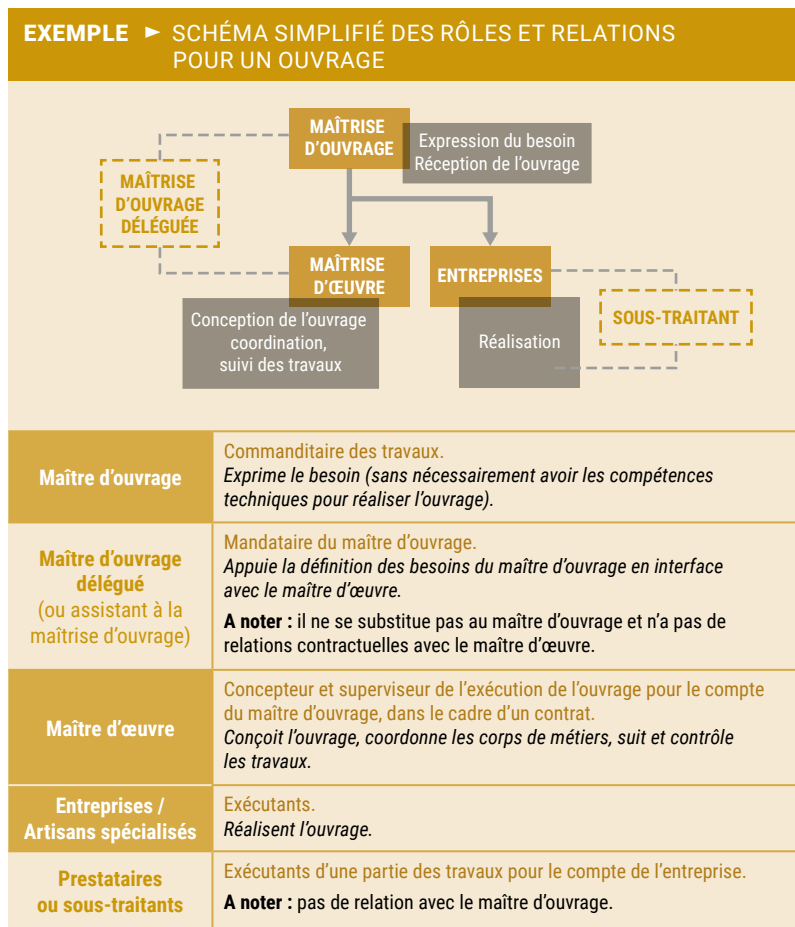 EXEMPLE ► SCHÉMA SIMPLIFIÉ DES RÔLES ET RELATIONS
POUR UN OUVRAGE
MAÎTRISE
D'OUVRAGE
Expression du besoin
Réception de l'ouvrage
MAÎTRISE
D'OUVRAGE
DÉLÉGUÉE
MAÎTRISE
D'ŒUVRE
ENTREPRISES
Conception de l'ouvrage
coordination,
suivi des travaux
Réalisation
SOUS-TRAITANT
Maître d'ouvrage
Commanditaire des travaux.
Exprime le besoin (sans nécessairement avoir les compétences
techniques pour réaliser l'ouvrage).
Maître d'ouvrage
délégué
(ou assistant à la
maîtrise d'ouvrage)
Mandataire du maître d'ouvrage.
Appuie la définition des besoins du maître d'ouvrage en interface
avec le maître d'œuvre.
A noter : il ne se substitue pas au maître d'ouvrage et n'a pas de
relations contractuelles avec le maître d'œuvre.
Maître d'œuvre
Concepteur et superviseur de l'exécution de l'ouvrage pour le compte
du maître d'ouvrage, dans le cadre d'un contrat.
Conçoit l'ouvrage, coordonne les corps de métiers, suit et contrôle
les travaux.
Entreprises /
Artisans spécialisés
Exécutants.
Réalisent l'ouvrage.
Prestataires
ou sous-traitants
Exécutants d'une partie des travaux pour le compte de l'entreprise.
A noter : pas de relation avec le maître d'ouvrage.